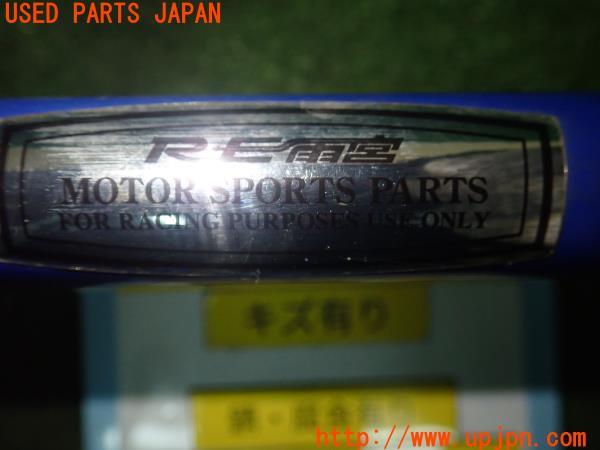 USED PARTS JAPAN
RE雨宮
MOTOR SPORTS PARTS
FOR RACING PURPOSES USE ONLY
キズ有り
http://www.upjpn.com/